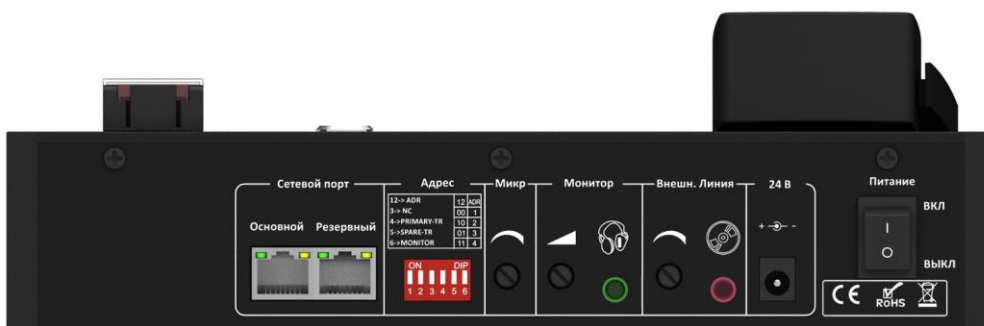 Сетевой порт
Основной Резервный
Адрес
12-> ADR
3-> NC
4->PRIMARY-TR
5->SPARE-TR
6->MONITOR
12 ADR
00 1
10 2
01 3
11 4
ON DIP
1 2 3 4 5 6
Микр
Монитор
Внешн. Линия
24 В
+ -
Питание
ВКЛ
I
O
ВЫКЛ
CE
RoHS